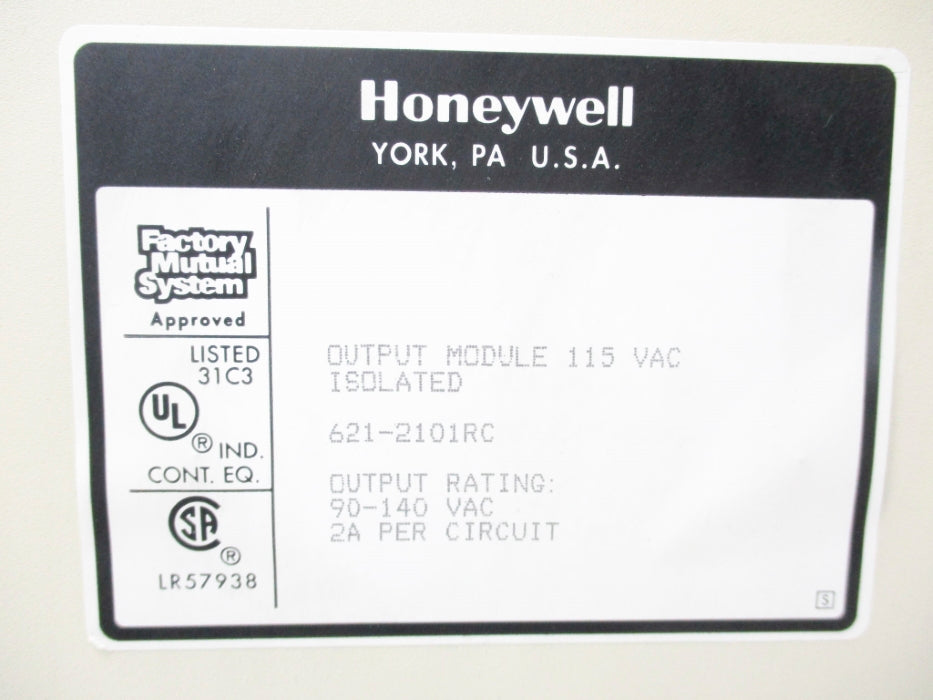 Honeywell
YORK, PA U.S.A.
Factory
Mutual
System
Approved
LISTED
31C3
UL
® IND.
CONT. EQ.
SA
®
LR57938
OUTPUT MODULE 115 VAC
ISOLATED
621-2101RC
OUTPUT RATING:
90-140 VAC
2A PER CIRCUIT
S